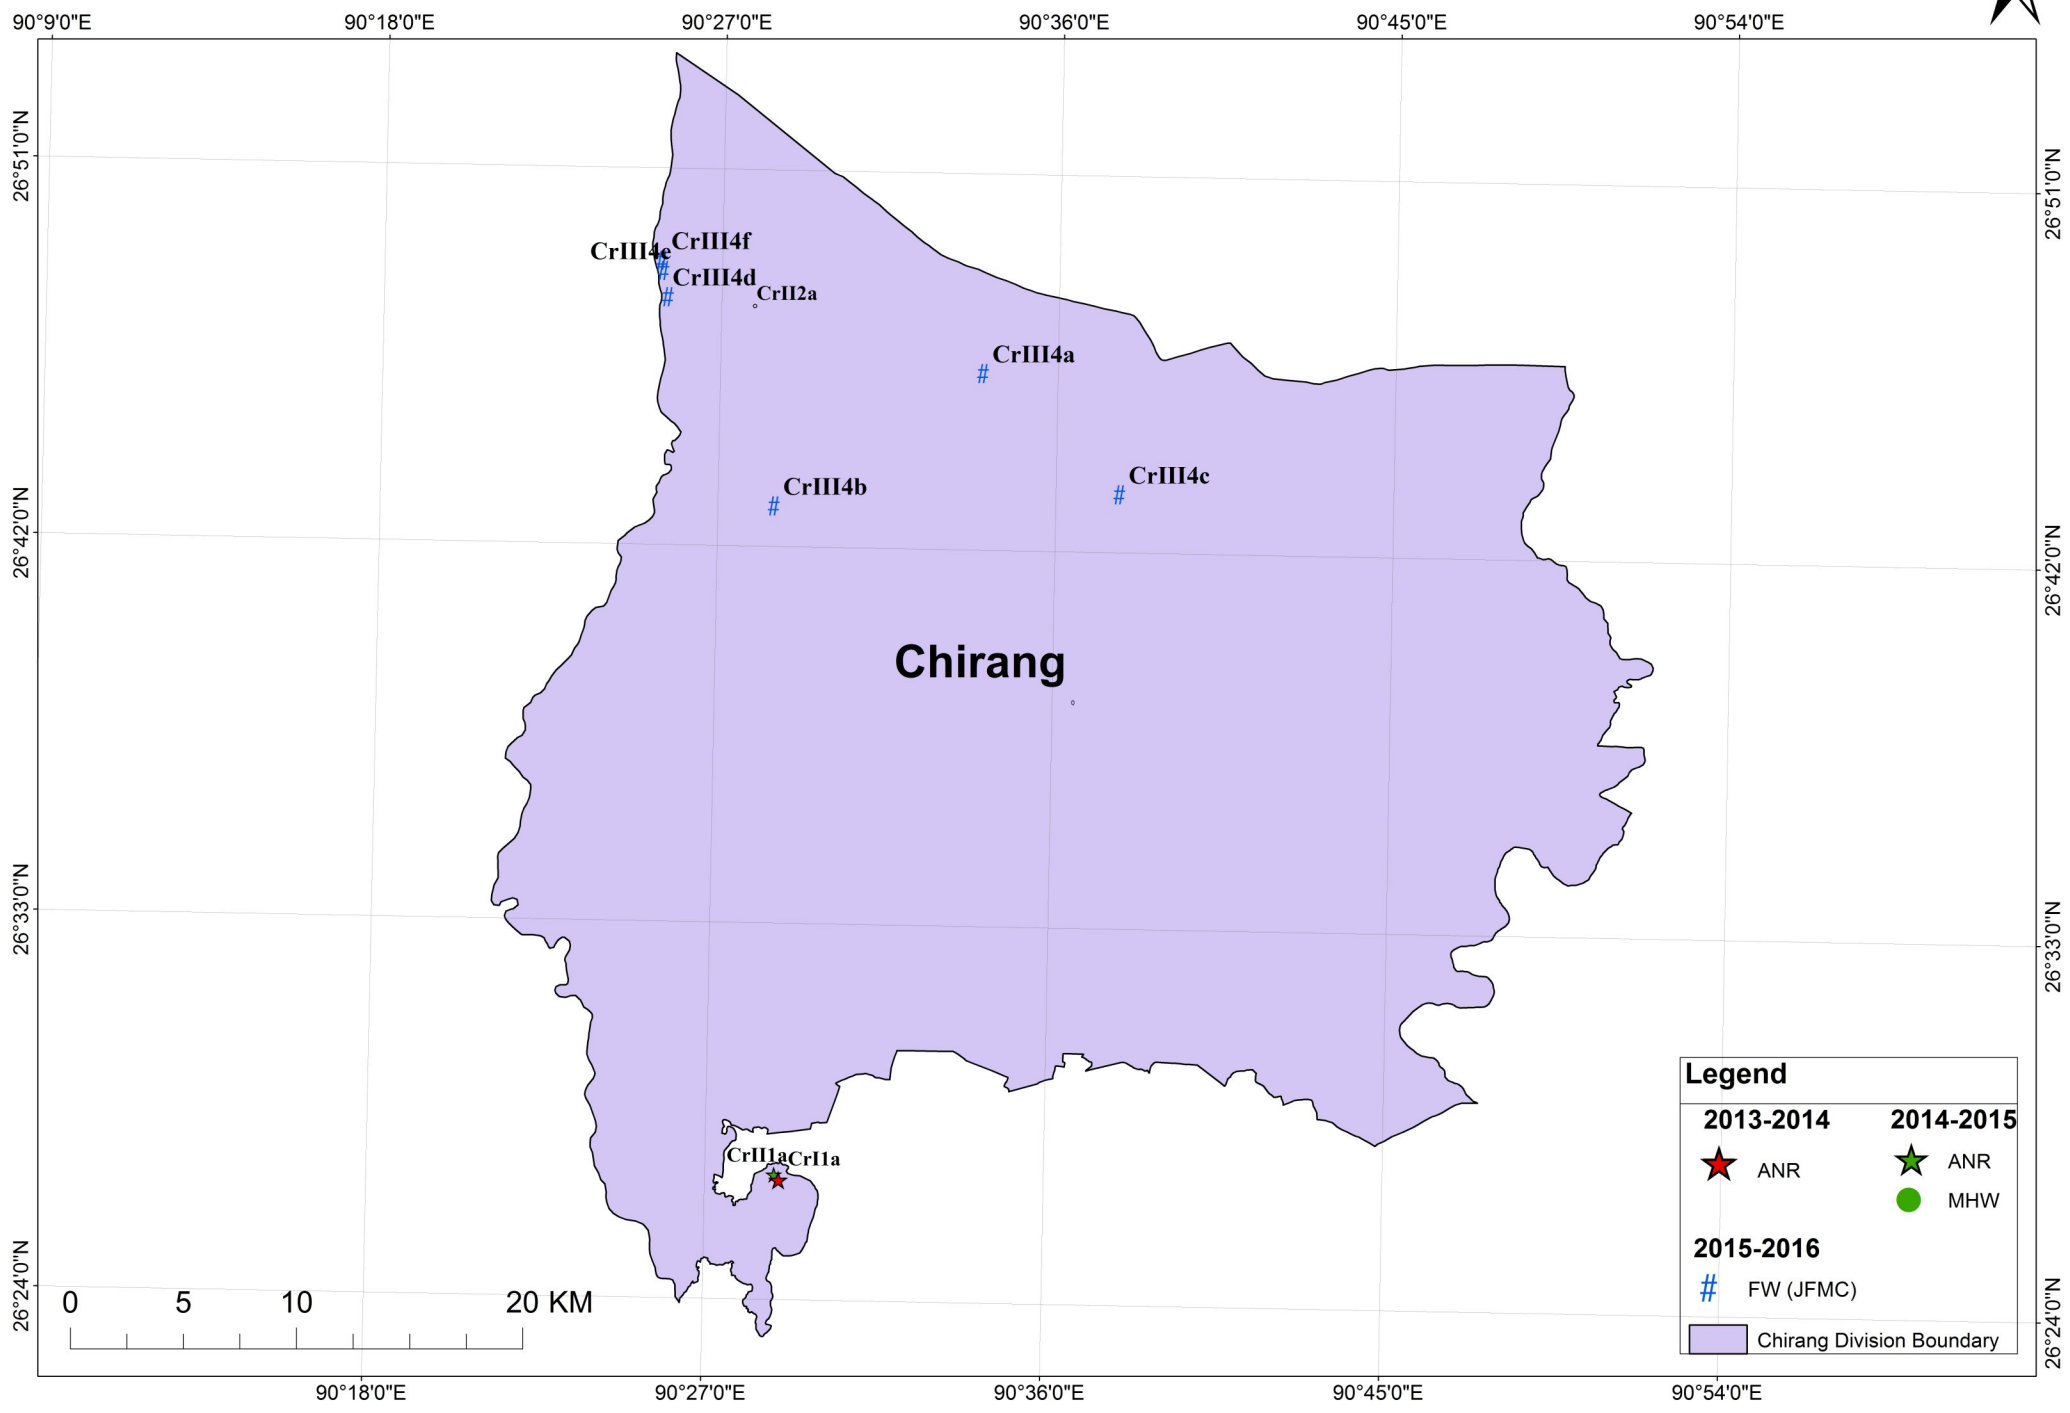 90°9'0"E 90°18'0"E 90°27'0"E 90°36'0"E 90°45'0"E 90°54'0"E
26°51'0"N
26°51'0"N
CrIII4e CrIII4f
CrIII4d
CrII2a
CrIII4a
CrIII4b
CrIII4c
26°42'0"N
26°42'0"N
Chirang
26°33'0"N
26°33'0"N
CrII1a CrI1a
26°24'0"N
26°24'0"N
0 5 10 20 KM
Legend
2013-2014 2014-2015
ANR ANR
MHW
2015-2016
# FW (JFMC)
Chirang Division Boundary
90°18'0"E 90°27'0"E 90°36'0"E 90°45'0"E 90°54'0"E